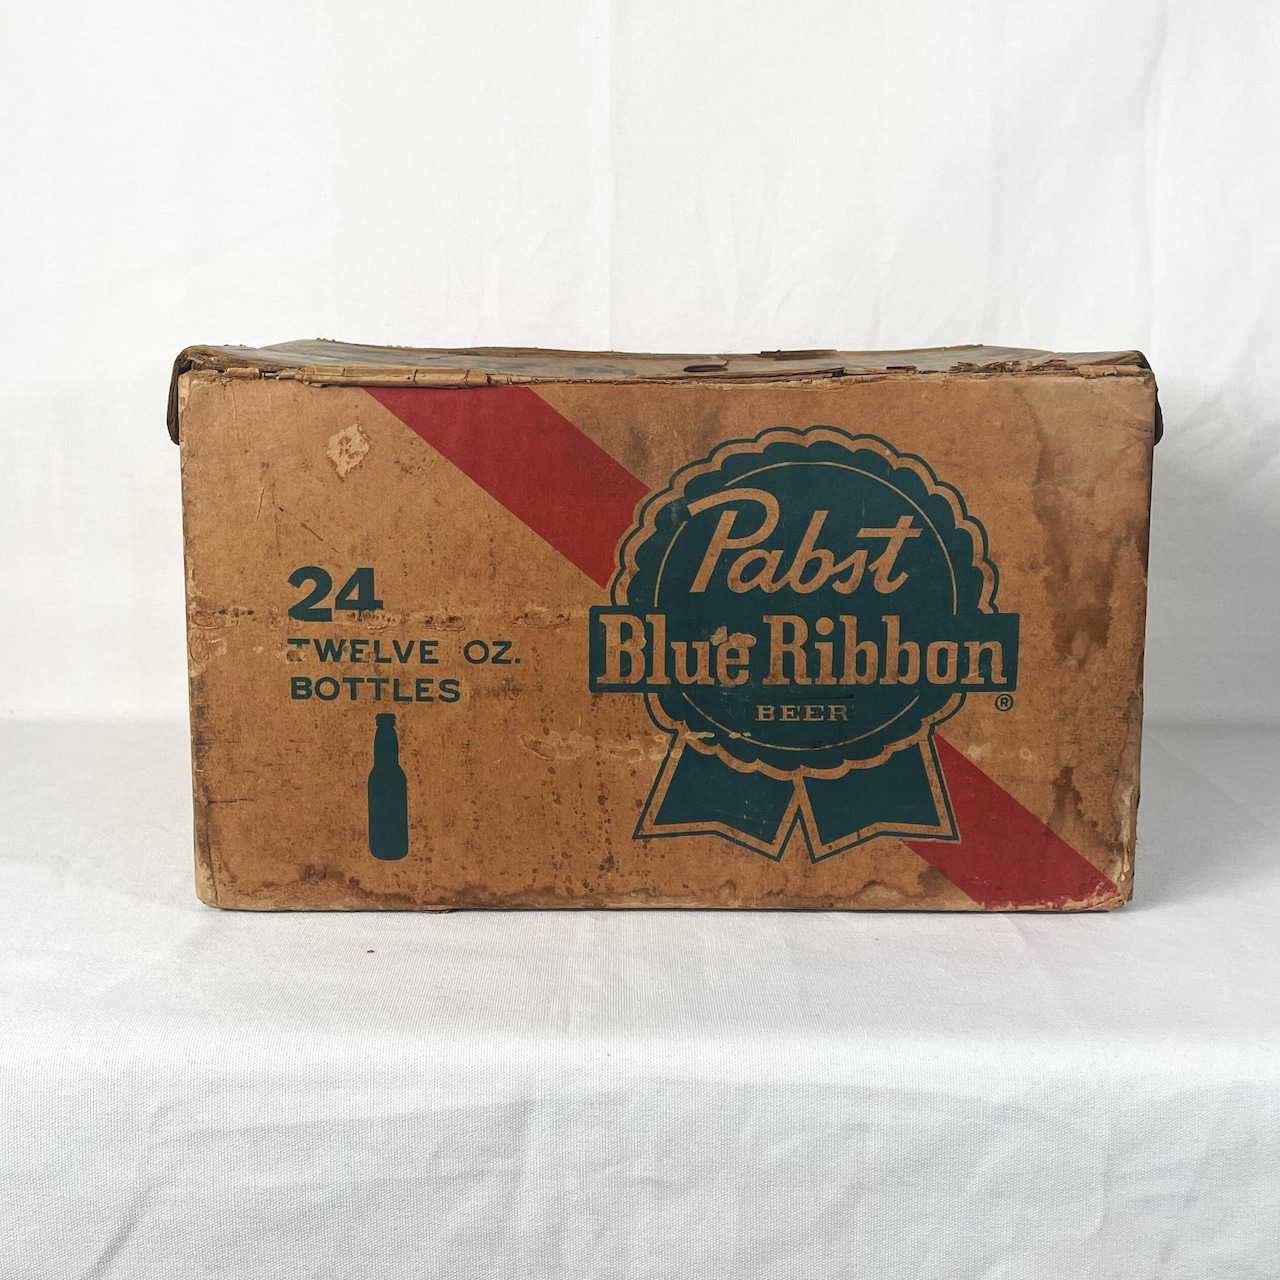 24
TWELVE OZ.
BOTTLES
Pabst
Blue Ribbon
BEER
®